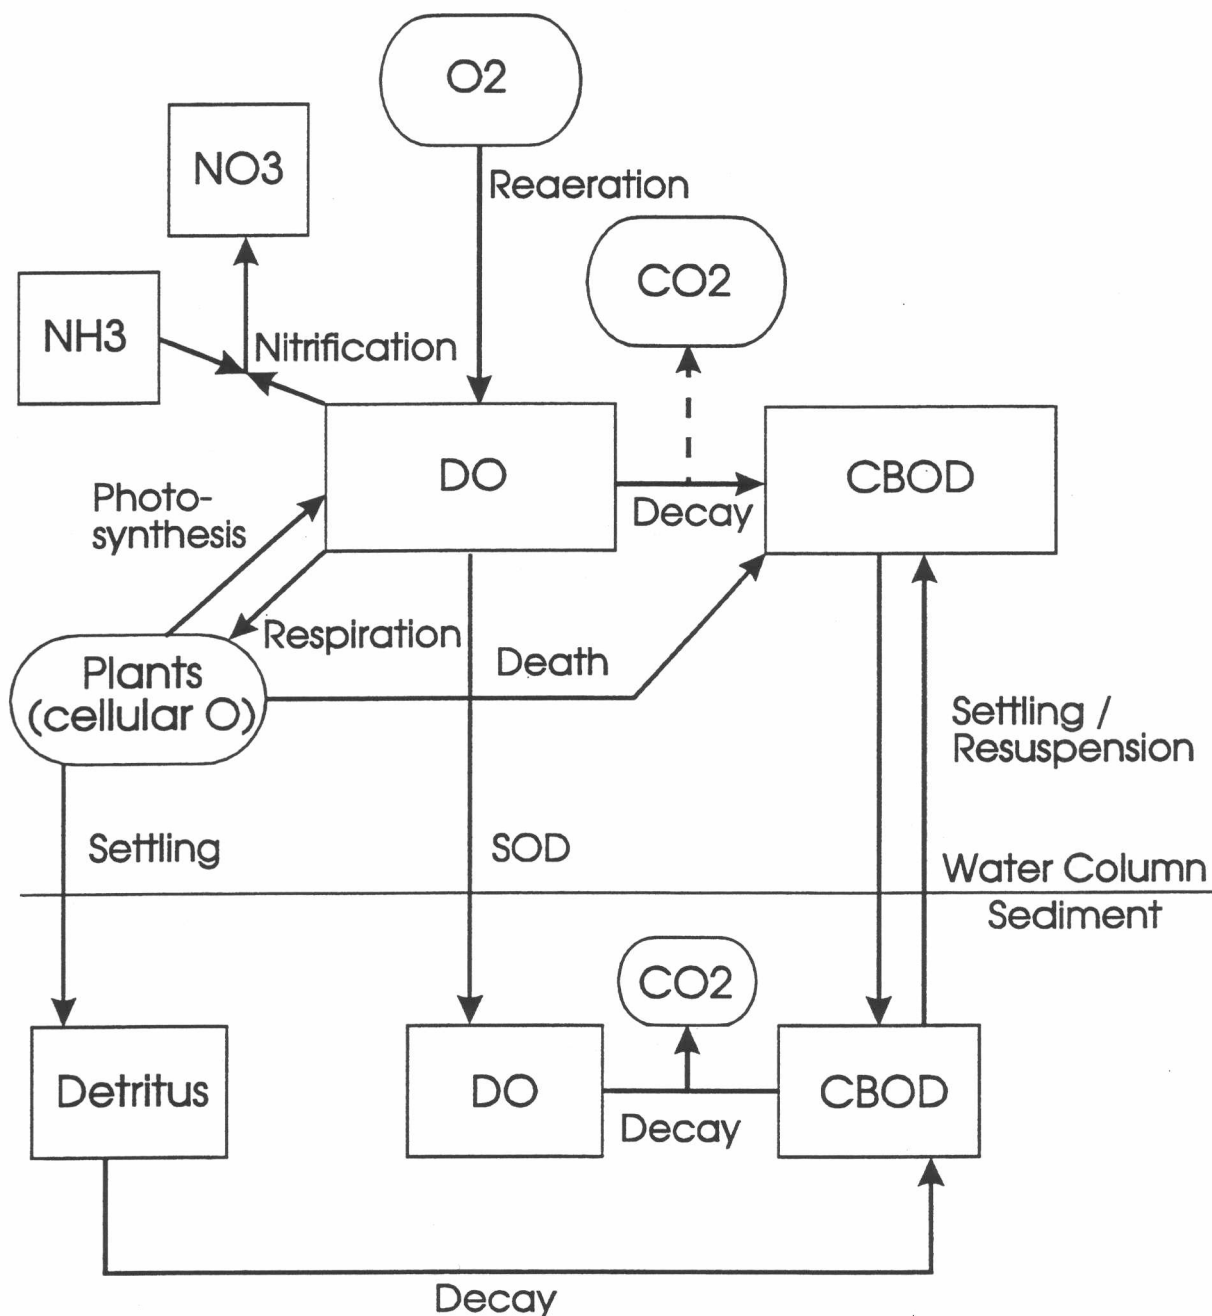 O2
NO3
Reaeration
CO2
NH3
Nitrification
DO
CBOD
Photo-
synthesis
Decay
Respiration
Death
Plants
(cellular O)
Settling /
Resuspension
Settling
SOD
Water Column
Sediment
CO2
Detritus
DO
CBOD
Decay
Decay